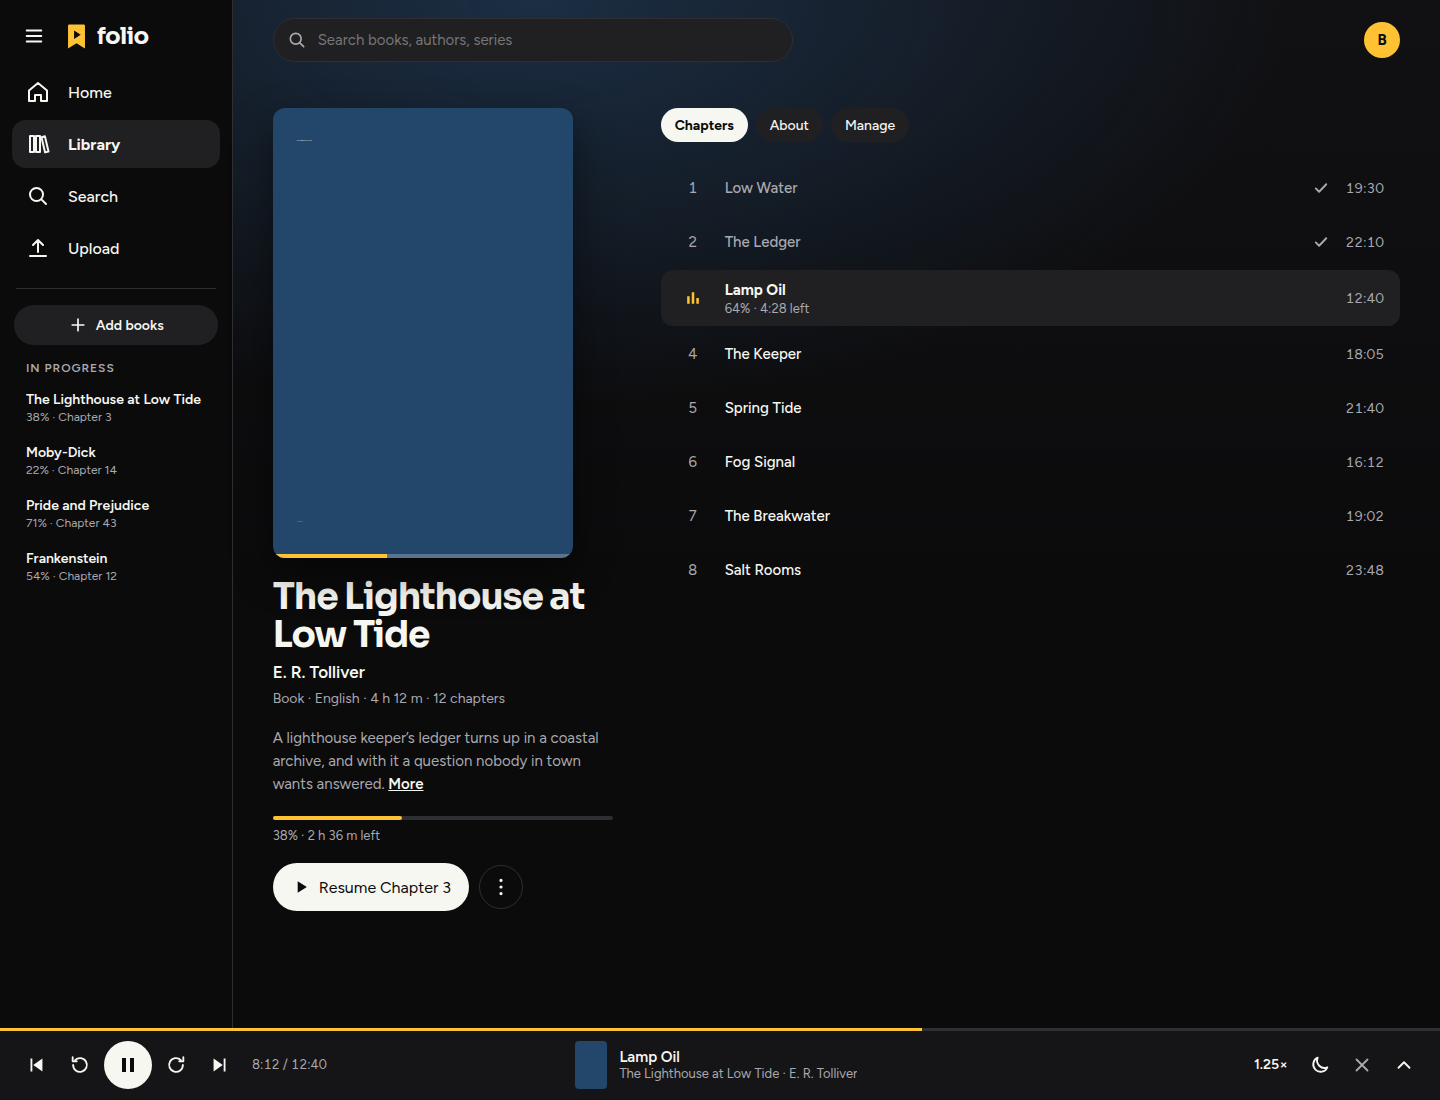 folio
Search books, authors, series
B
Home
Library
Search
Upload
Add books
IN PROGRESS
The Lighthouse at Low Tide
38% · Chapter 3
Moby-Dick
22% · Chapter 14
Pride and Prejudice
71% · Chapter 43
Frankenstein
54% · Chapter 12
The Lighthouse at
Low Tide
E. R. Tolliver
Book · English · 4 h 12 m · 12 chapters
A lighthouse keeper’s ledger turns up in a coastal
archive, and with it a question nobody in town
wants answered. More
38% · 2 h 36 m left
Resume Chapter 3
Chapters About Manage
1 Low Water 19:30
2 The Ledger 22:10
Lamp Oil 12:40
64% · 4:28 left
4 The Keeper 18:05
5 Spring Tide 21:40
6 Fog Signal 16:12
7 The Breakwater 19:02
8 Salt Rooms 23:48
8:12 / 12:40
Lamp Oil
The Lighthouse at Low Tide · E. R. Tolliver
1.25×